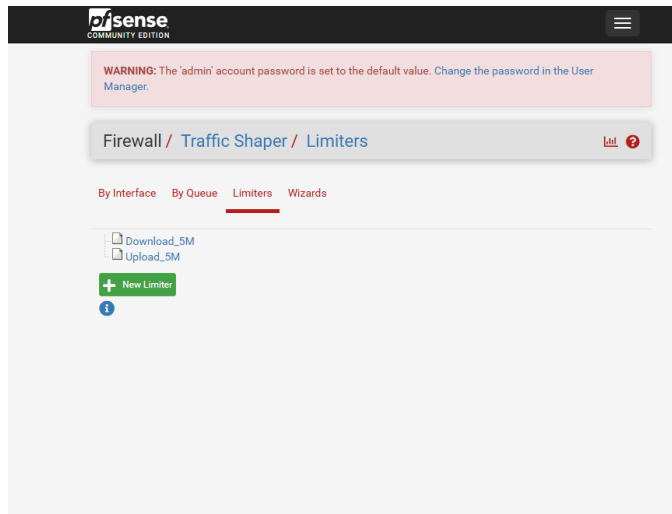 pfsense
COMMUNITY EDITION
WARNING: The 'admin' account password is set to the default value. Change the password in the User
Manager.
Firewall / Traffic Shaper / Limiters
By Interface By Queue Limiters Wizards
Download_5M
Upload_5M
New Limiter